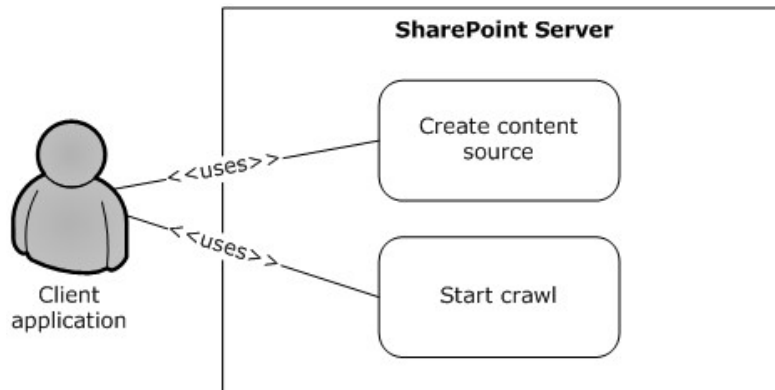 SharePoint Server
Create content
source
<<uses>>
<<uses>>
Start crawl
Client
application